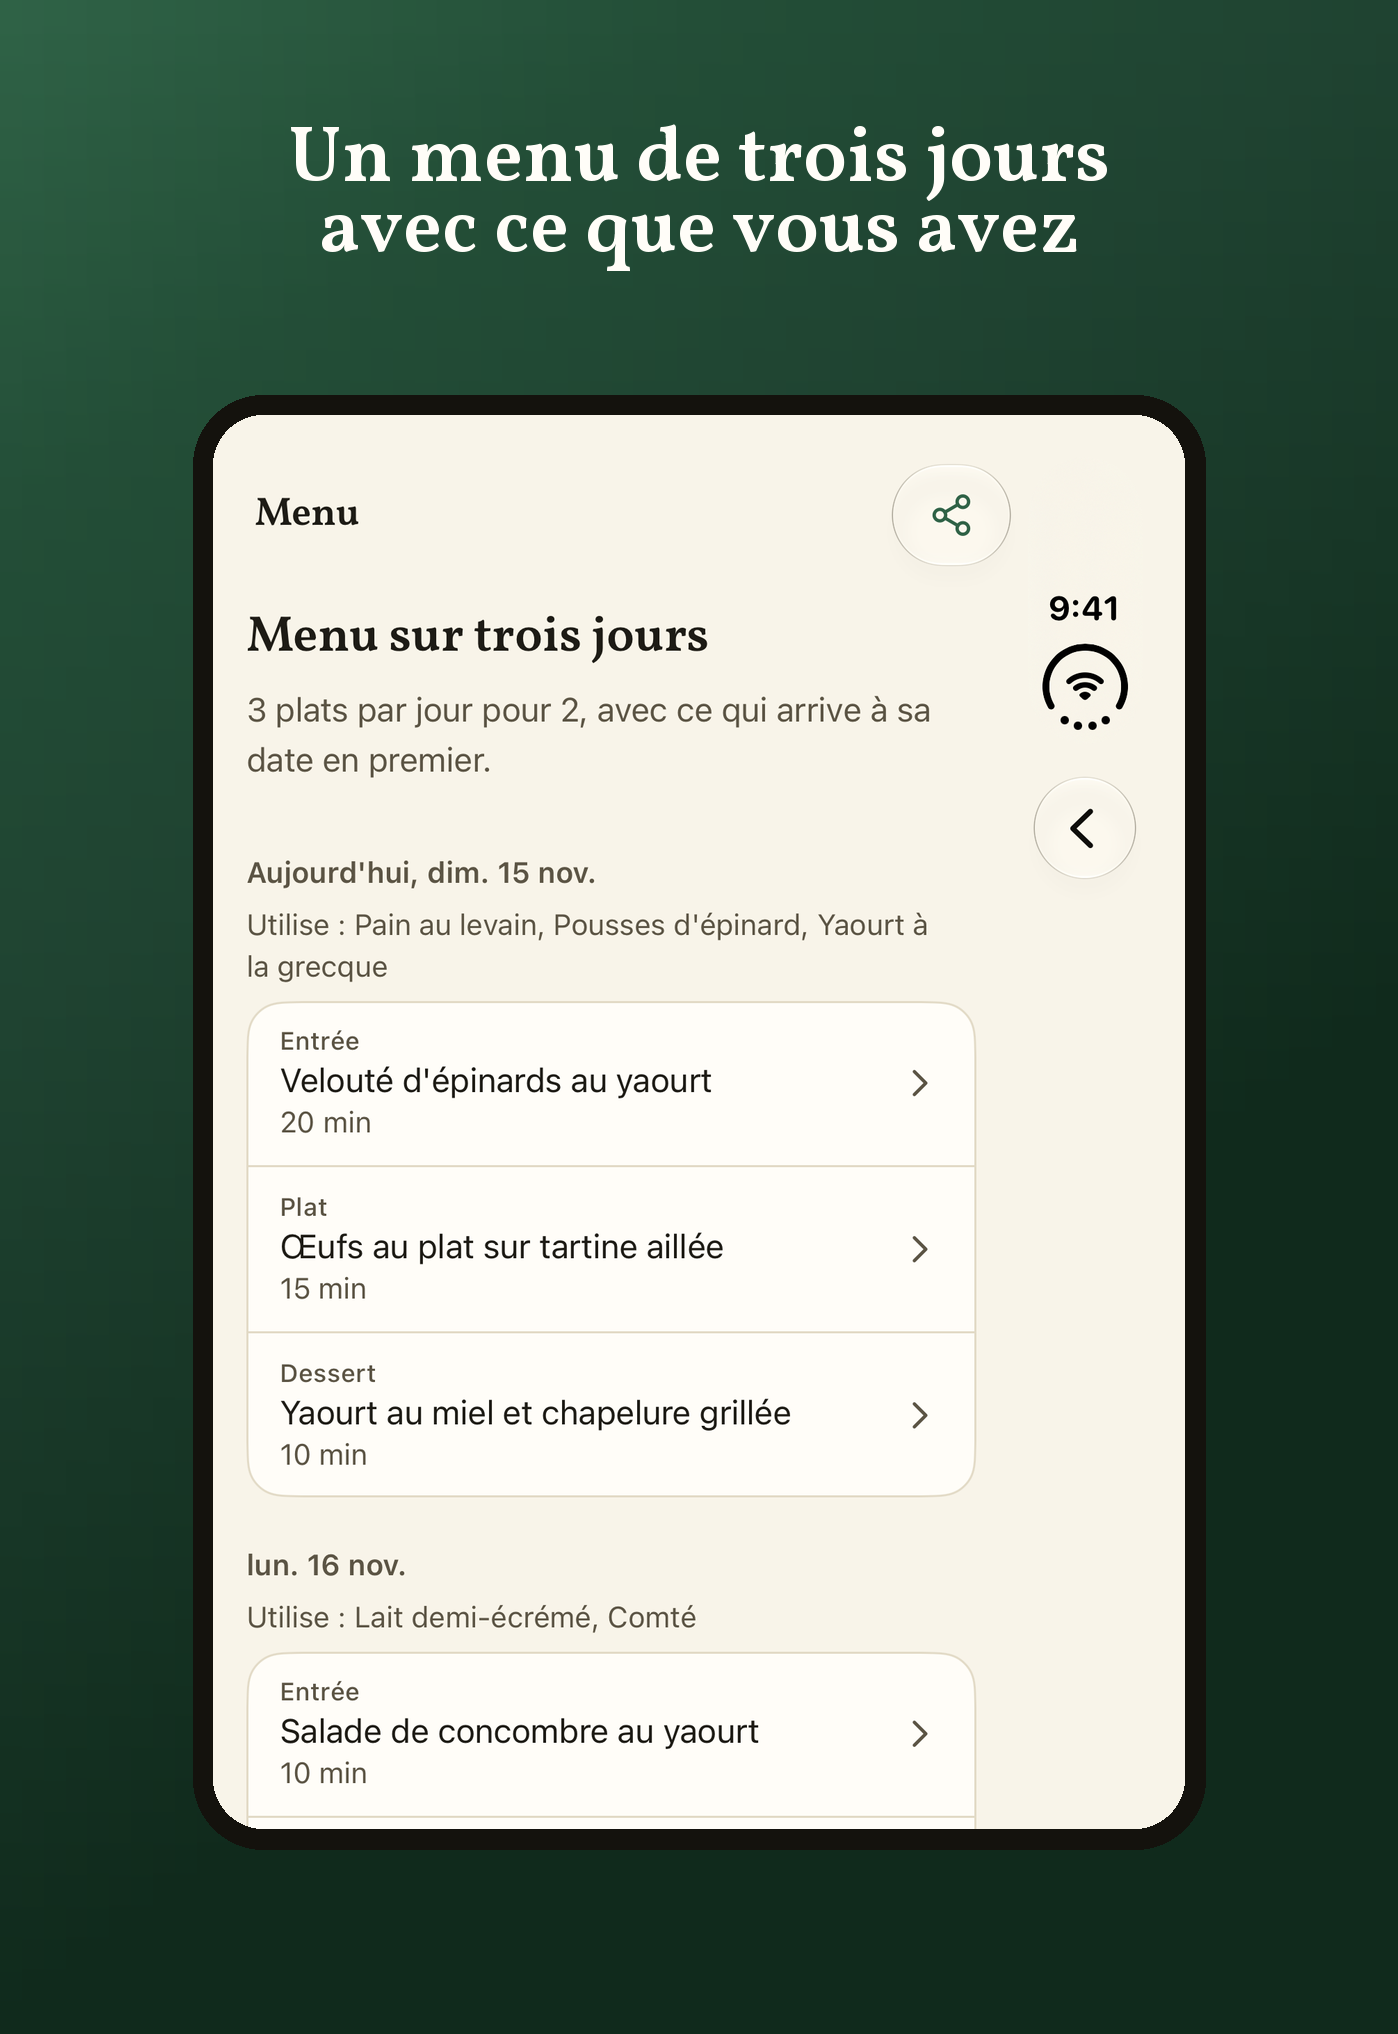 Un menu de trois jours
avec ce que vous avez
Menu
9:41
Menu sur trois jours
3 plats par jour pour 2, avec ce qui arrive à sa
date en premier.
Aujourd'hui, dim. 15 nov.
Utilise : Pain au levain, Pousses d'épinard, Yaourt à
la grecque
Entrée
Velouté d'épinards au yaourt
20 min
Plat
Œufs au plat sur tartine aillée
15 min
Dessert
Yaourt au miel et chapelure grillée
10 min
lun. 16 nov.
Utilise : Lait demi-écrémé, Comté
Entrée
Salade de concombre au yaourt
10 min